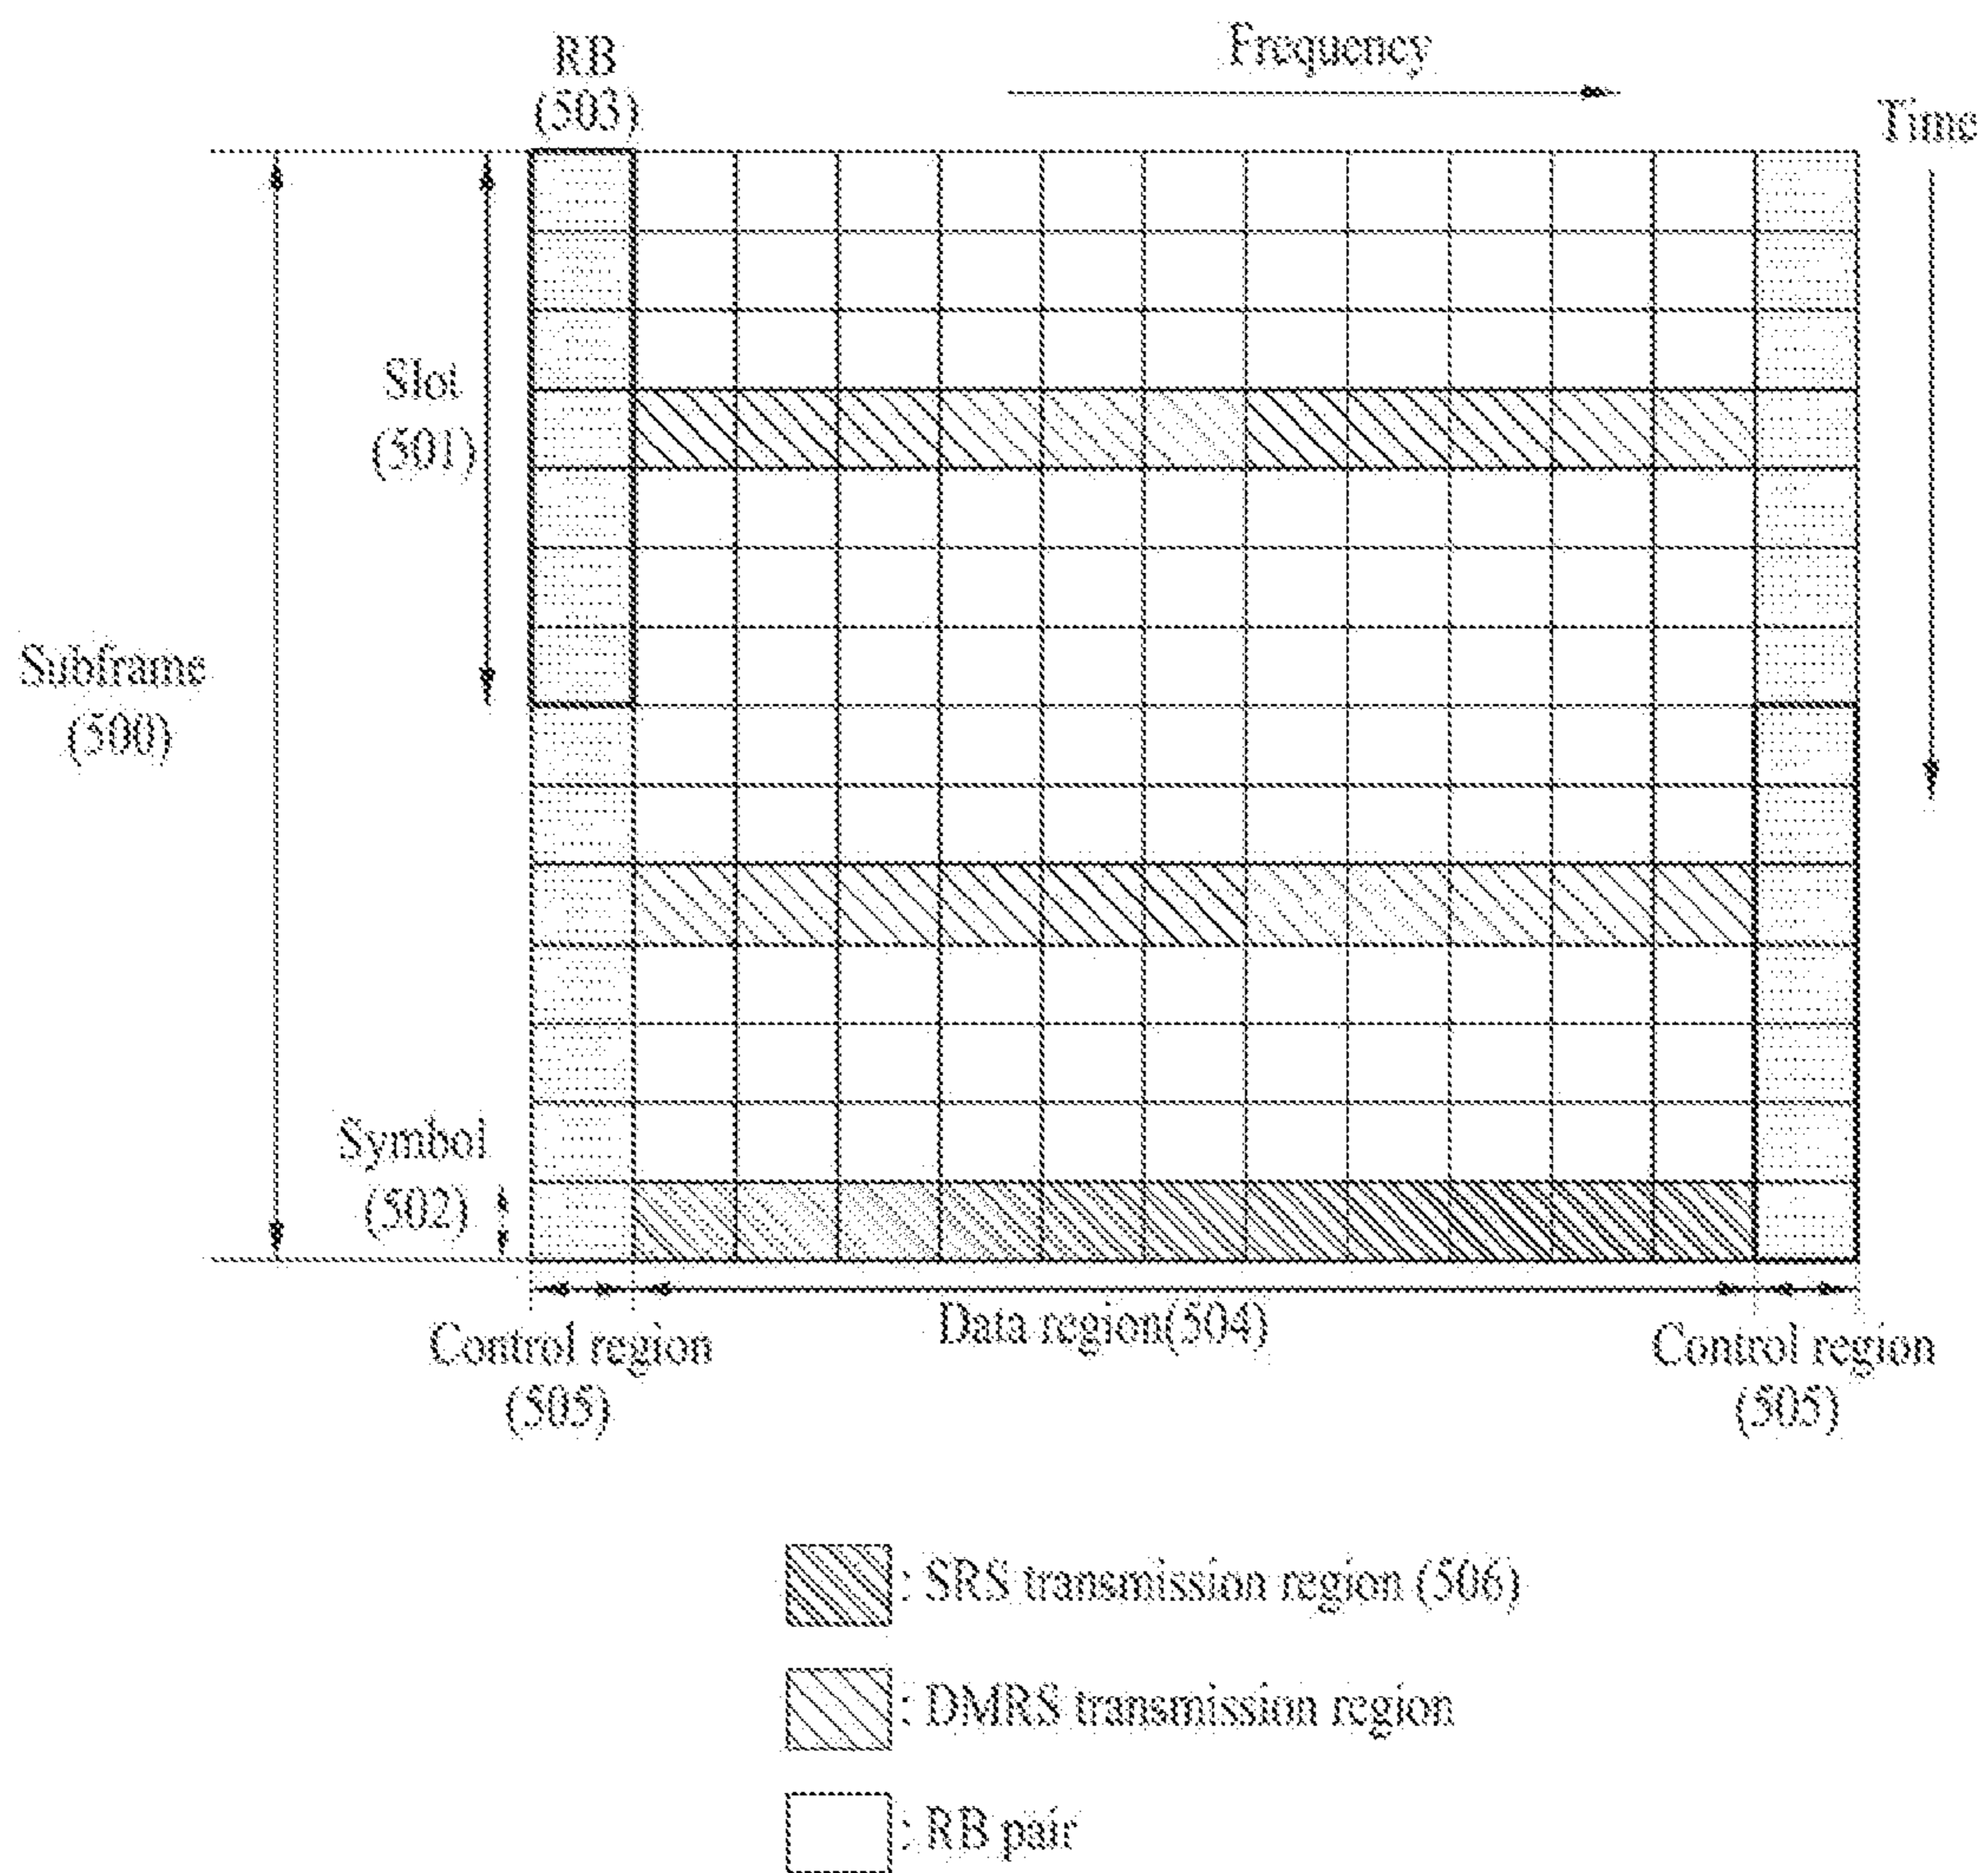 RB
(503)
Frequency
Time
Slot
(501)
Subframe
(500)
Symbol
(502)
Data region(504)
Control region
(505)
Control region
(505)
: SRS transmission region (506)
: DMRS transmission region
: RB pair